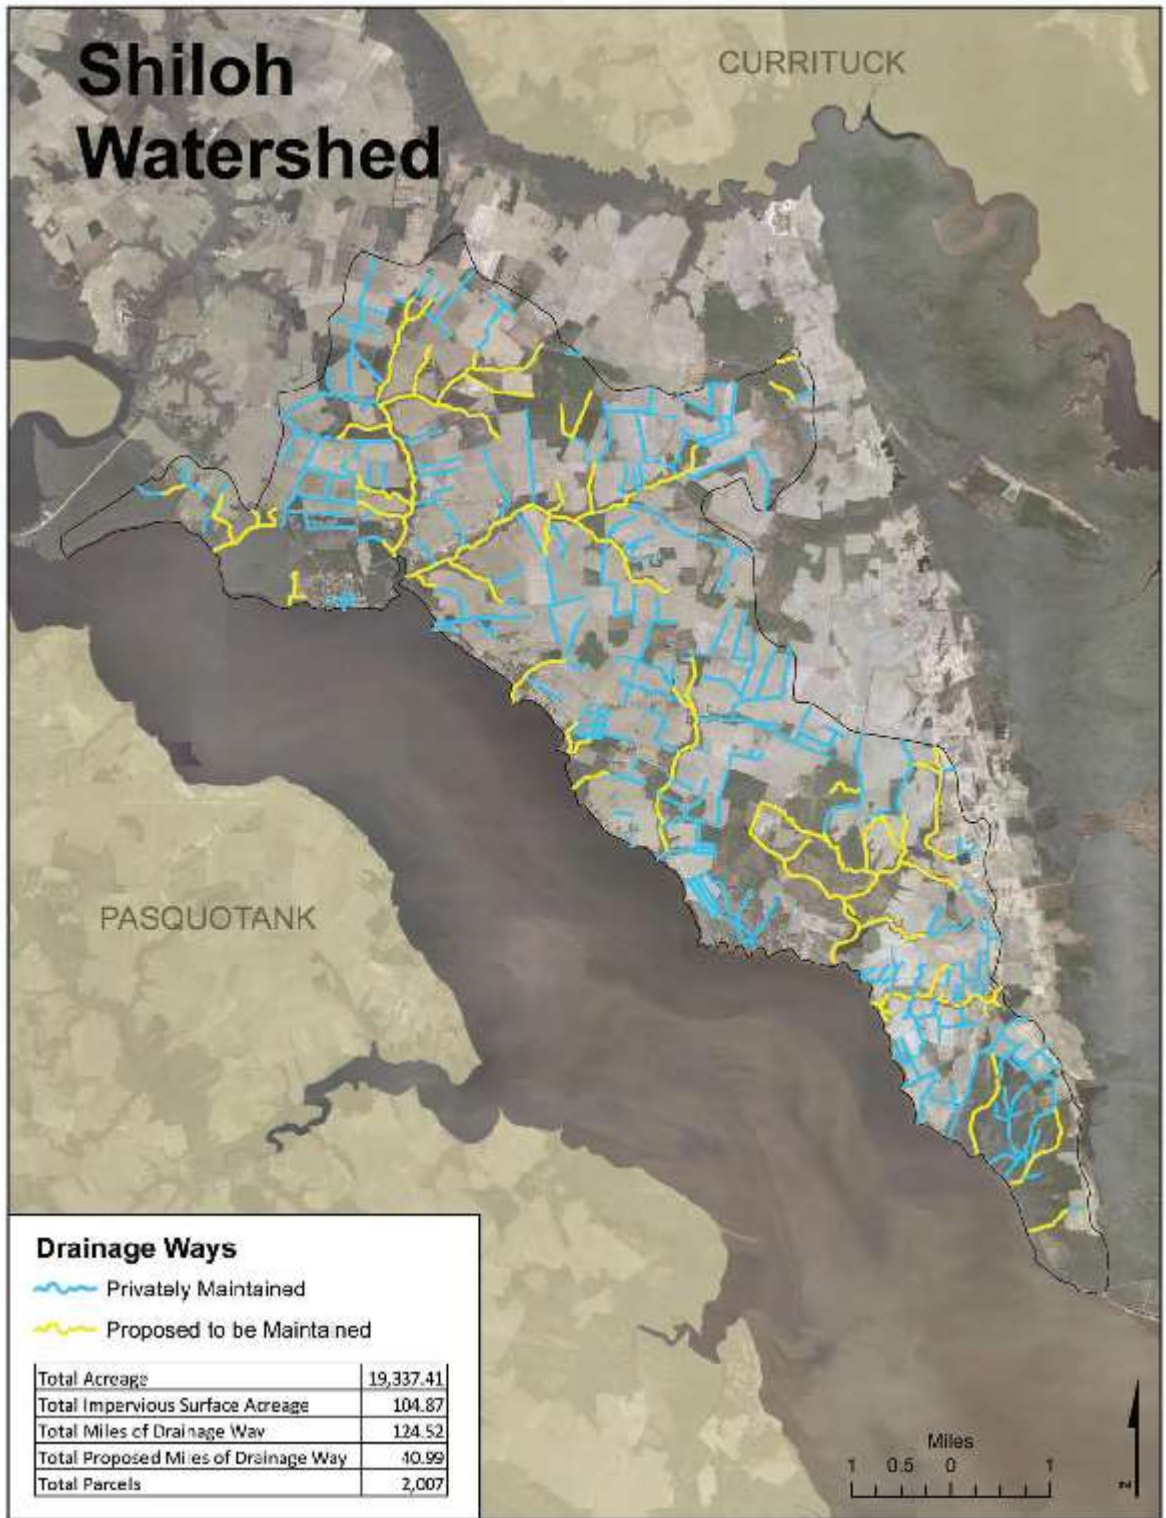 Shiloh
Watershed
CURRITUCK
PASQUOTANK
Drainage Ways
Privately Maintained
Proposed to be Maintained
Total Acreage 19,337.41
Total Impervious Surface Acreage 104.87
Total Miles of Drainage Way 124.52
Total Proposed Miles of Drainage Way 40.99
Total Parcels 2,007
Miles
1 0.5 0 1
N